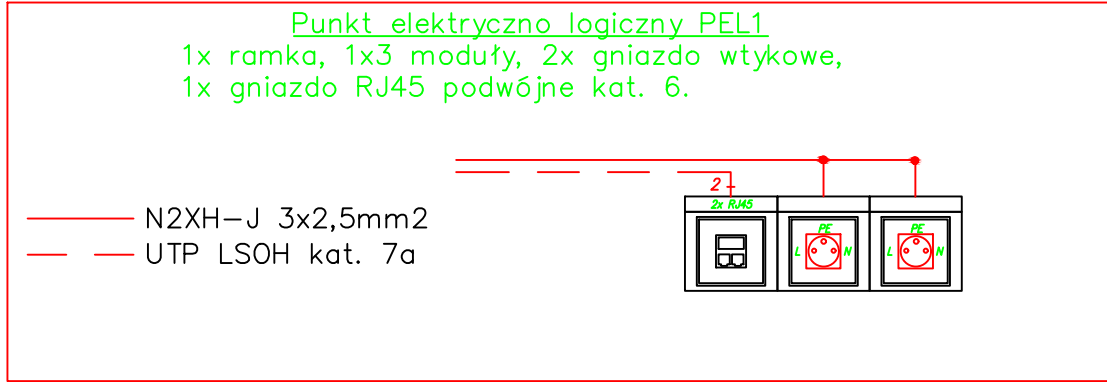 Punkt elektryczno logiczny PEL1
1x ramka, 1x3 moduły, 2x gniazdo wtykowe,
1x gniazdo RJ45 podwójne kat. 6.
N2XH-J 3x2,5mm2
UTP LSOH kat. 7a
2
2x RJ45
PE
L N
PE
L N